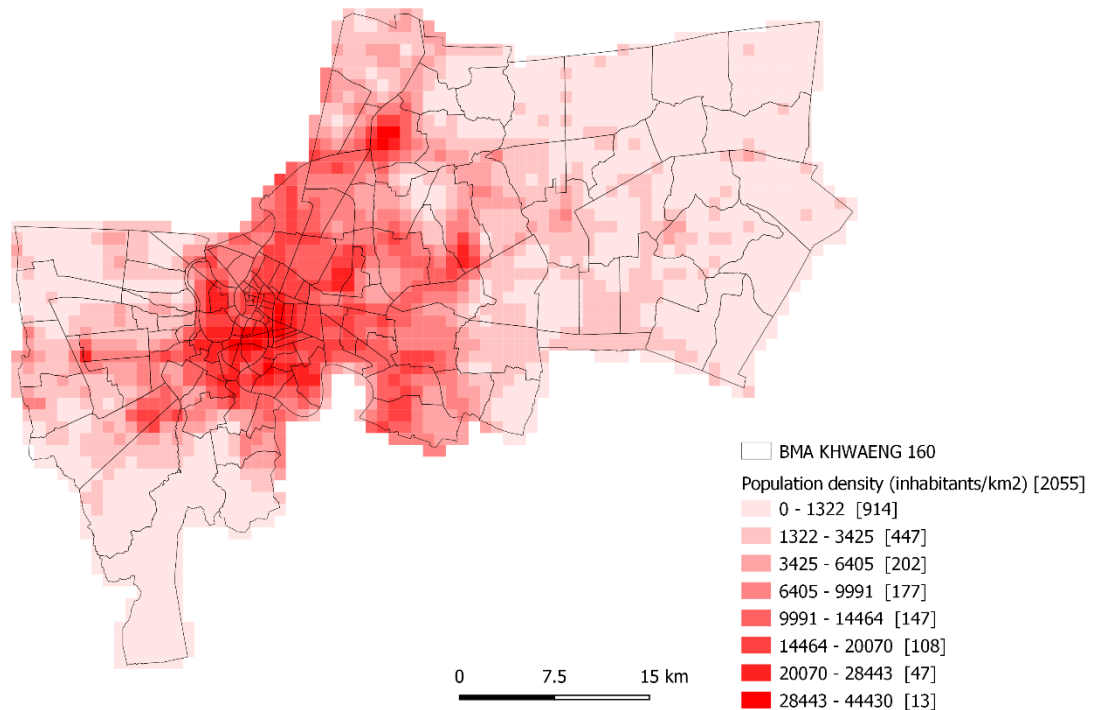 BMA KHWAENG 160
Population density (inhabitants/km2) [2055]
0 - 1322 [914]
1322 - 3425 [447]
3425 - 6405 [202]
6405 - 9991 [177]
9991 - 14464 [147]
14464 - 20070 [108]
20070 - 28443 [47]
28443 - 44430 [13]
0 7.5 15 km